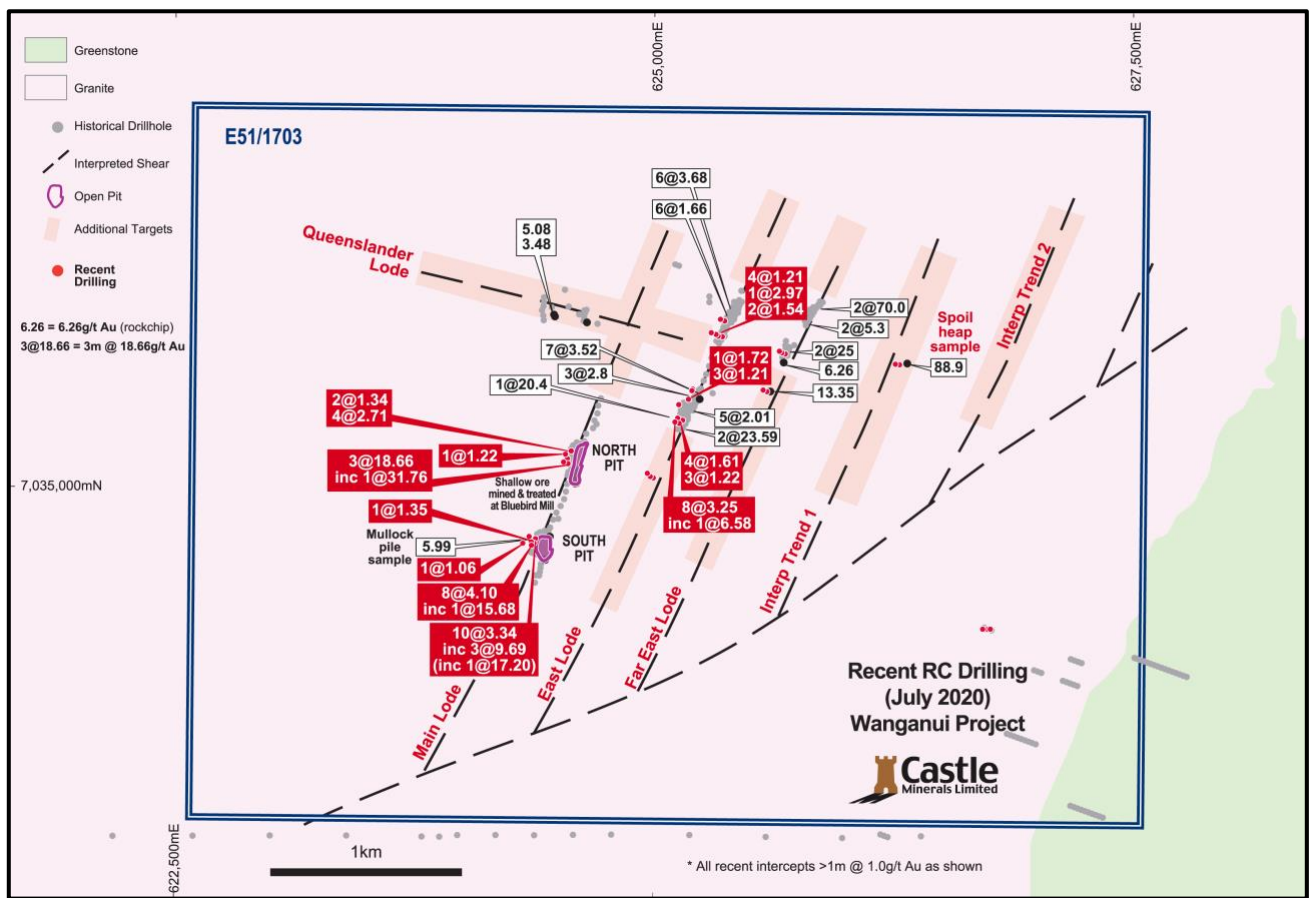 625,000mE
627,500mE
Greenstone
Granite
Historical Drillhole
Interpreted Shear
Open Pit
Additional Targets
Recent
Drilling
6.26 = 6.26g/t Au (rockchip)
3@18.66 = 3m @ 18.66g/t Au
E51/1703
6@3.68
6@1.66
5.08
3.48
Queenslander
Lode
4@1.21
1@2.97
2@1.54
2@70.0
2@5.3
Spoil
heap
sample
Interp Trend 2
7@3.52
3@2.8
1@20.4
1@1.72
3@1.21
2@25
6.26
88.9
13.35
5@2.01
2@23.59
2@1.34
4@2.71
1@1.22
NORTH
PIT
3@18.66
inc 1@31.76
4@1.61
3@1.22
Shallow ore
mined & treated
at Bluebird Mill
7,035,000mN
8@3.25
inc 1@6.58
1@1.35
Mullock
pile
sample
5.99
SOUTH
PIT
1@1.06
8@4.10
inc 1@15.68
10@3.34
inc 3@9.69
(inc 1@17.20)
Interp Trend 1
Far East Lode
East Lode
Main Lode
Recent RC Drilling
(July 2020)
Wanganui Project
Castle
Minerals Limited
622,500mE
1km
* All recent intercepts >1m @ 1.0g/t Au as shown